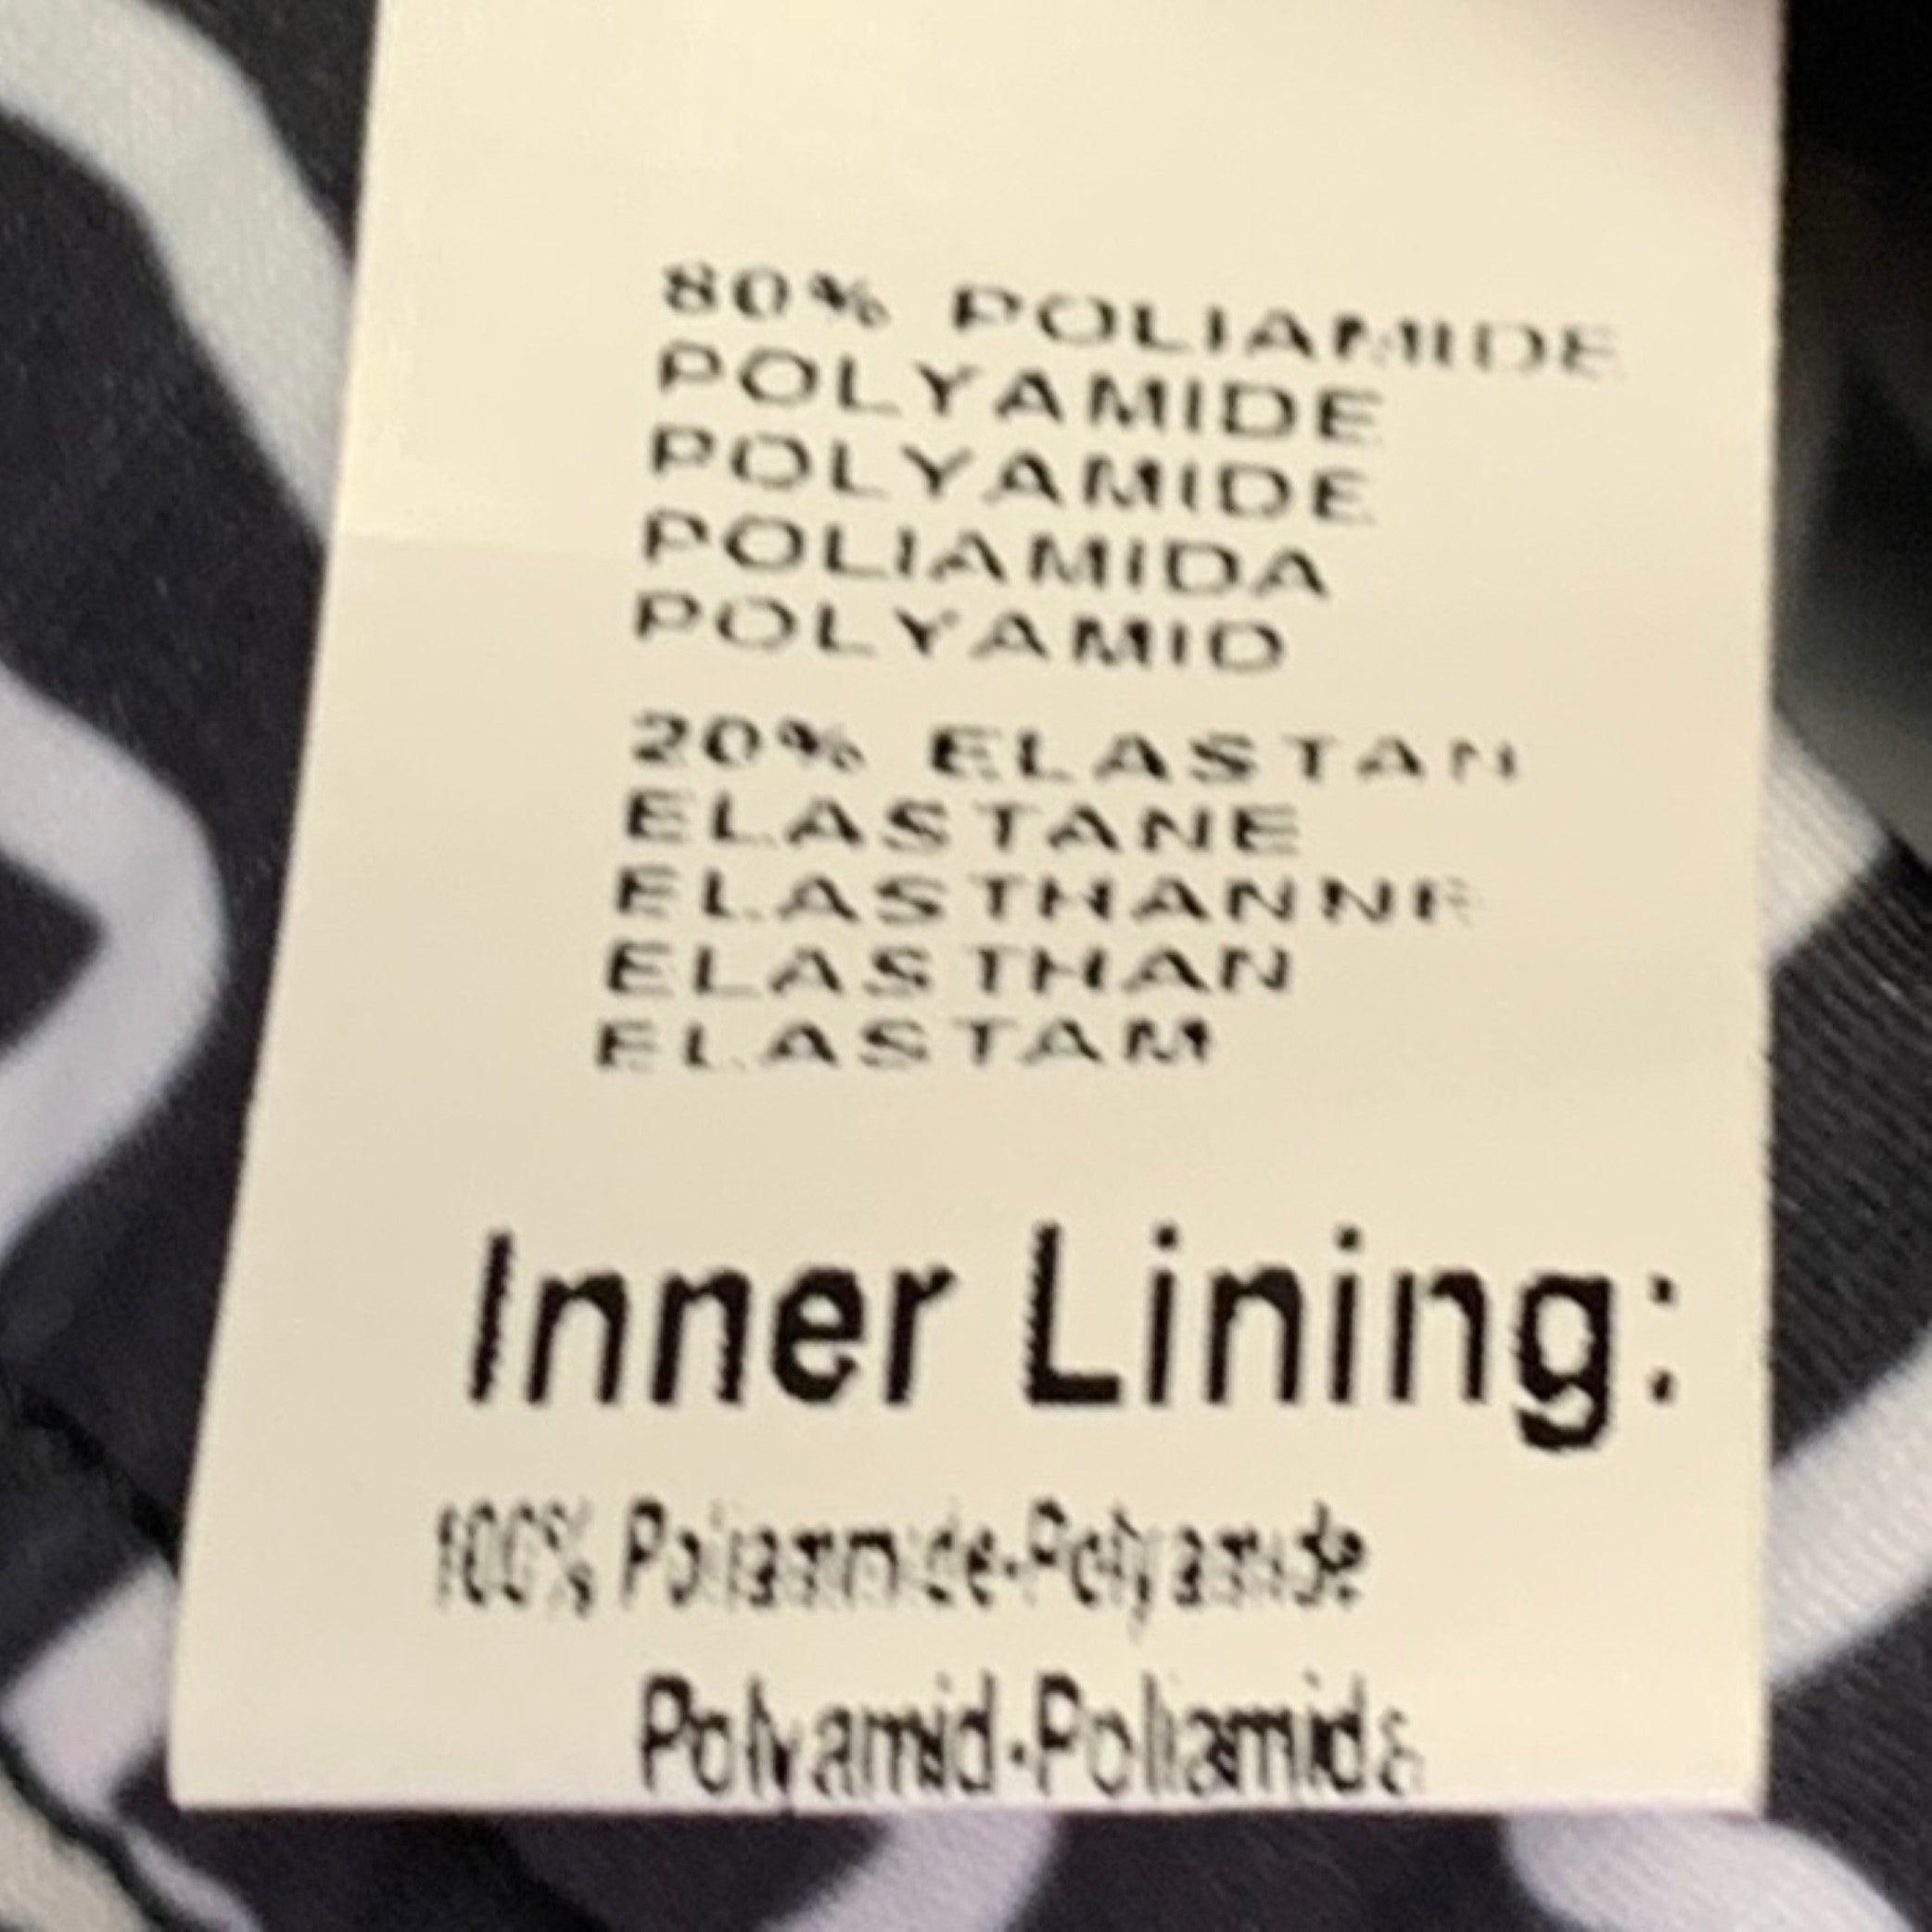 80% POLIAMIDE
POLYAMIDE
POLYAMIDE
POLIAMIDA
POLYAMID
20% ELASTAN
ELASTANE
ELASTHANNE
ELASTHAN
ELASTAM
Inner Lining:
100% Poliammide-Polyamide
Polyamid-Poliamida